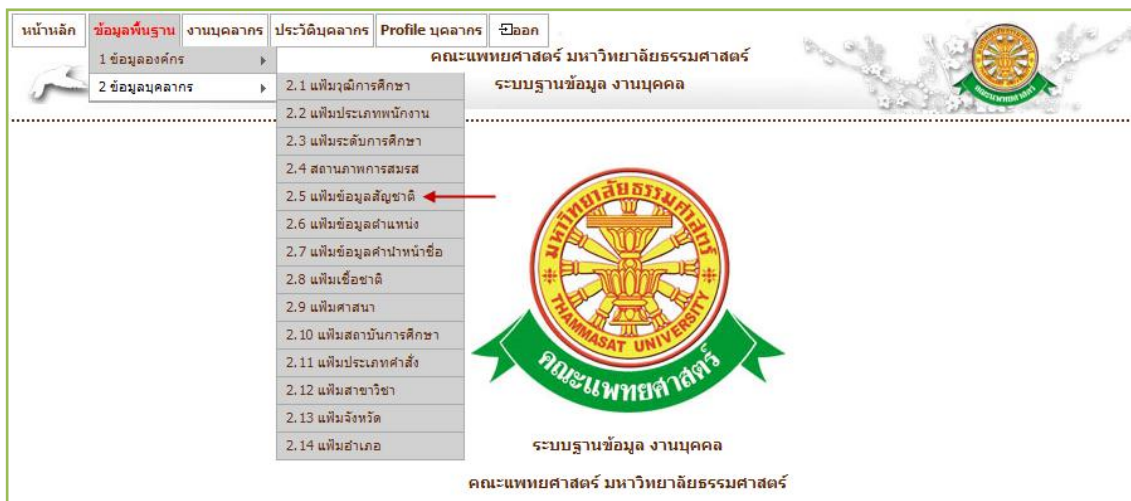 หน้าหลัก ข้อมูลพื้นฐาน งานบุคลากร ประวัติบุคลากร Profile บุคลากร ออก
1 ข้อมูลองค์กร
2 ข้อมูลบุคลากร
คณะแพทยศาสตร์ มหาวิทยาลัยธรรมศาสตร์
ระบบฐานข้อมูล งานบุคคล
2.1 แฟ้มวุฒิการศึกษา
2.2 แฟ้มประเภทพนักงาน
2.3 แฟ้มระดับการศึกษา
2.4 สถานภาพการสมรส
2.5 แฟ้มข้อมูลสัญชาติ
2.6 แฟ้มข้อมูลตำแหน่ง
2.7 แฟ้มข้อมูลคำนำหน้าชื่อ
2.8 แฟ้มเชื้อชาติ
2.9 แฟ้มศาสนา
2.10 แฟ้มสถาบันการศึกษา
2.11 แฟ้มประเภทคำสั่ง
2.12 แฟ้มสาขาวิชา
2.13 แฟ้มจังหวัด
2.14 แฟ้มอำเภอ
มหาวิทยาลัยธรรมศาสตร์
THAMMASAT UNIVERSITY
คณะแพทยศาสตร์
ระบบฐานข้อมูล งานบุคคล
คณะแพทยศาสตร์ มหาวิทยาลัยธรรมศาสตร์